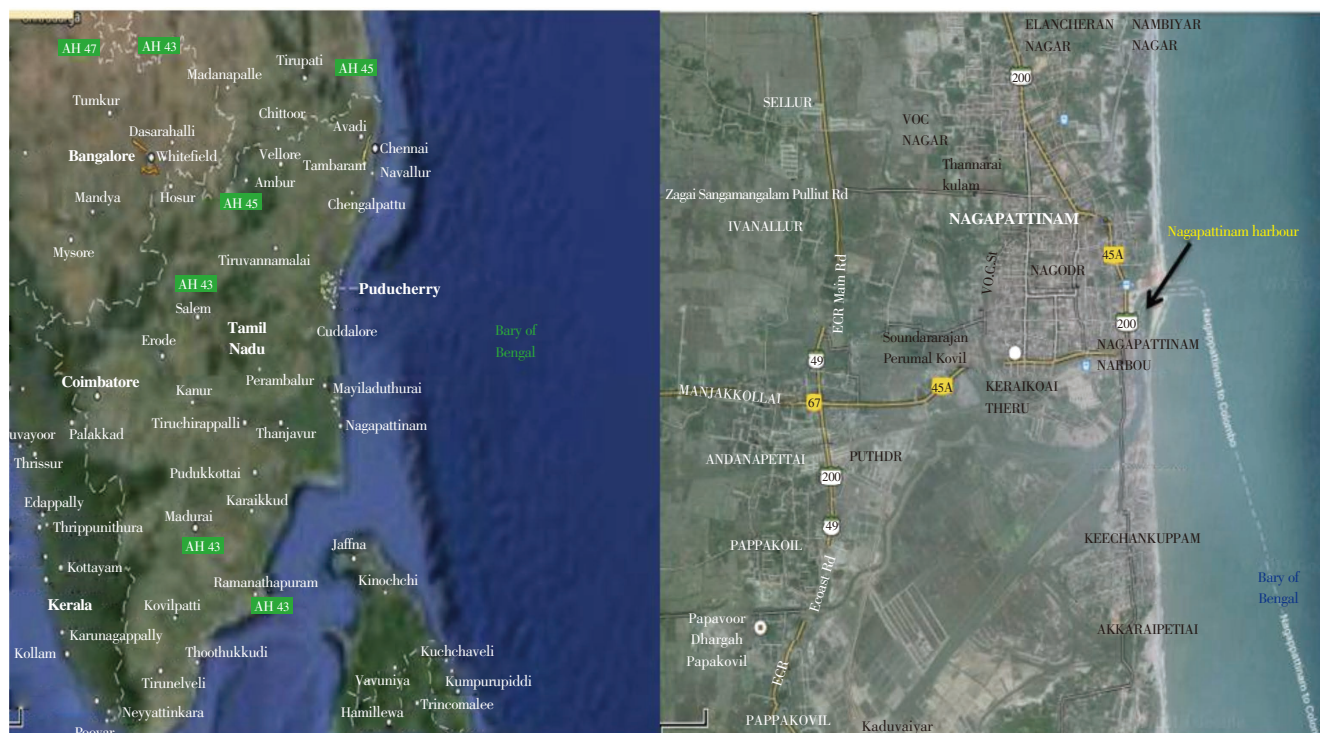 Chitradurga
AH 47
AH 43
Tirupati
AH 45
Madanapalle
Tumkur
Chittoor
Dasarahalli
Avadi
Bangalore
Whitefield
Vellore
Tambaram
Chennai
Navallur
Ambur
Mandya
Hosur
AH 45
Chengalpattu
Mysore
Tiruvannamalai
AH 43
Puducherry
Salem
Tamil
Nadu
Cuddalore
Bary of
Bengal
Erode
Coimbatore
Perambalur
Mayiladuthurai
Kanur
Tiruchirappalli
Thanjavur
Nagapattinam
uvayoor
Palakkad
Thrissur
Pudukkottai
Edappally
Karaikkud
Madurai
Thrippunithura
AH 43
Jaffna
Kottayam
Ramanathapuram
Kinochchi
Kerala
Kovilpatti
AH 43
Karunagappally
Kollam
Thoothukkudi
Kuchchaveli
Tirunelveli
Vavuniya
Kumpurupiddi
Neyyattinkara
Hamillewa
Trincomalee
Poovar
ELANCHERAN
NAGAR
NAMBIYAR
NAGAR
200
SELLUR
VOC
NAGAR
Thannarai
kulam
Zagai Sangamangalam Pulliut Rd
NAGAPATTINAM
IVANALLUR
Nagapattinam harbour
45A
VO.C.St
NAGODR
ECR Main Rd
200
Soundararajan
Perumal Kovil
NAGAPATTINAM
NARBOU
49
45A
KERAIKOAI
THERU
MANJAKKOLLAI
67
Nagappattinam to Colombo
ANDANAPETTAI
PUTHDR
200
49
KEECHANKUPPAM
PAPPAKOIL
Ecoast Rd
Bary of
Bengal
Papavoor
Dhargah
Papakovil
AKKARAIPETIAI
Nagappattinam to Colo
ECR
PAPPAKOVIL
Kaduvaiyar